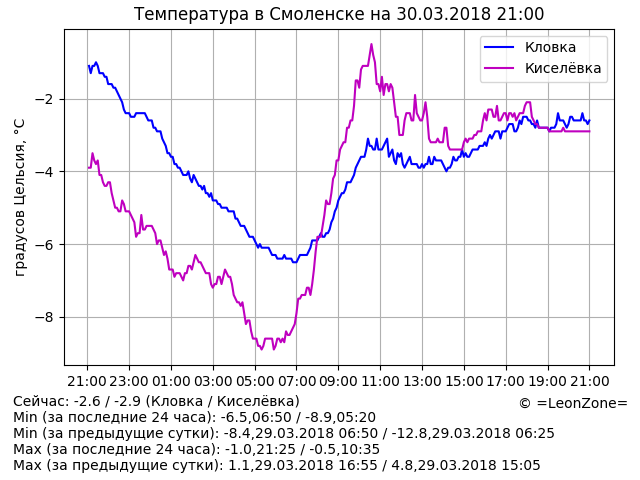 Температура в Смоленске на 30.03.2018 21:00
Кловка
Киселёвка
градусов Цельсия, °C
−2
−4
−6
−8
21:00 23:00 01:00 03:00 05:00 07:00 09:00 11:00 13:00 15:00 17:00 19:00 21:00
Сейчас: -2.6 / -2.9 (Кловка / Киселёвка)
© =LeonZone=
Min (за последние 24 часа): -6.5,06:50 / -8.9,05:20
Min (за предыдущие сутки): -8.4,29.03.2018 06:50 / -12.8,29.03.2018 06:25
Max (за последние 24 часа): -1.0,21:25 / -0.5,10:35
Max (за предыдущие сутки): 1.1,29.03.2018 16:55 / 4.8,29.03.2018 15:05